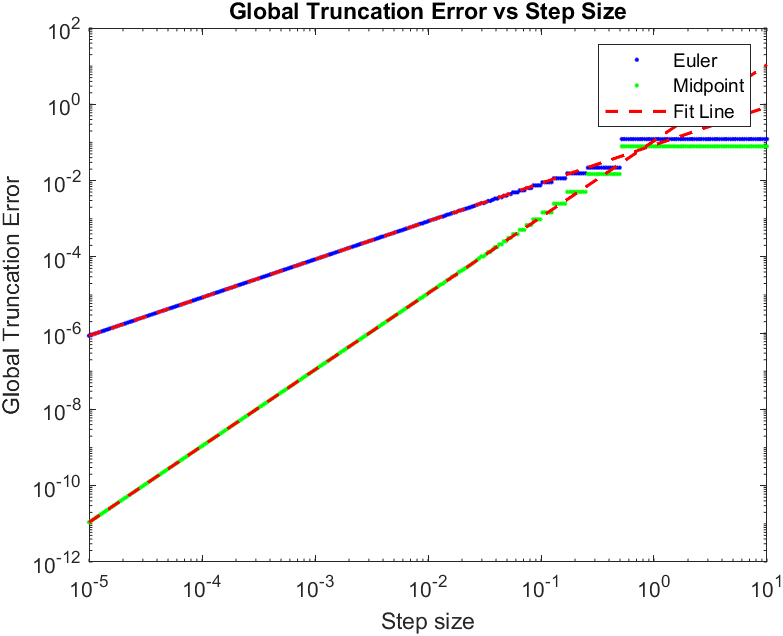 Global Truncation Error vs Step Size
10^2
10^0
10^-2
10^-4
10^-6
10^-8
10^-10
10^-12
Global Truncation Error
Euler
Midpoint
Fit Line
10^-5
10^-4
10^-3
10^-2
10^-1
10^0
10^1
Step size